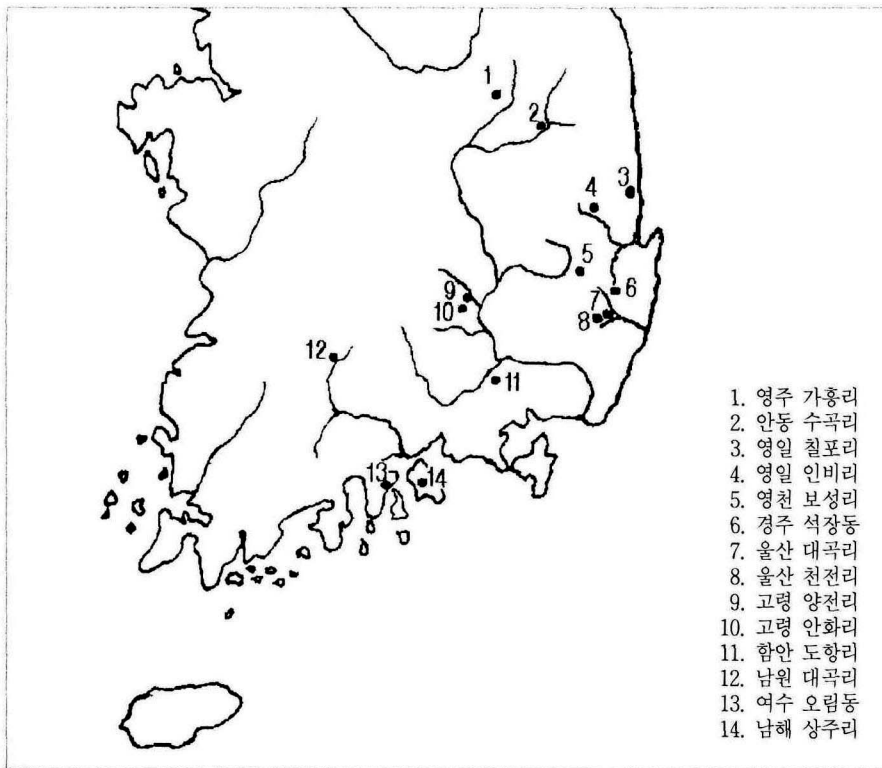 1
2
3
4
5
6
7
8
9
10
11
12
13
14
1. 영주 가흥리
2. 안동 수곡리
3. 영일 칠포리
4. 영일 인비리
5. 영천 보성리
6. 경주 석장동
7. 울산 대곡리
8. 울산 천전리
9. 고령 양전리
10. 고령 안화리
11. 함안 도항리
12. 남원 대곡리
13. 여수 오림동
14. 남해 상주리